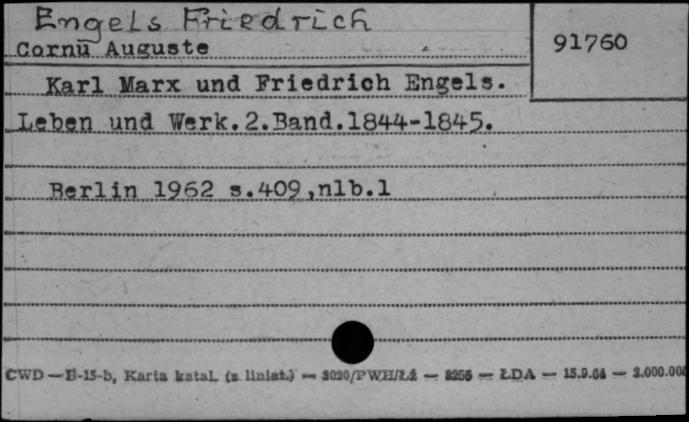 Engels Friedrich
Cornu Auguste
91760
Karl Marx und Friedrich Engels.
Leben und Werk.2.Band.1844-1845.
Berlin 1962 s.409,nlb.1
CWD — B-15-b, Karta katal. (z liniat.) — 3020/PWH/ŁŻ — 8256 — ŁDA — 15.9.64 — 2.000.000